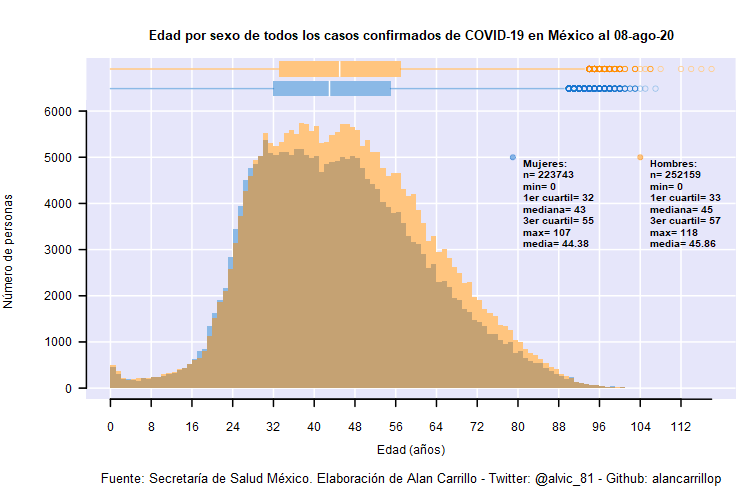 Edad por sexo de todos los casos confirmados de COVID-19 en México al 08-ago-20
Número de personas
6000
5000
4000
3000
2000
1000
0
Mujeres:
n= 223743
min= 0
1er cuartil= 32
mediana= 43
3er cuartil= 55
max= 107
media= 44.38
Hombres:
n= 252159
min= 0
1er cuartil= 33
mediana= 45
3er cuartil= 57
max= 118
media= 45.86
0 8 16 24 32 40 48 56 64 72 80 88 96 104 112
Edad (años)
Fuente: Secretaría de Salud México. Elaboración de Alan Carrillo - Twitter: @alvic_81 - Github: alancarrillop